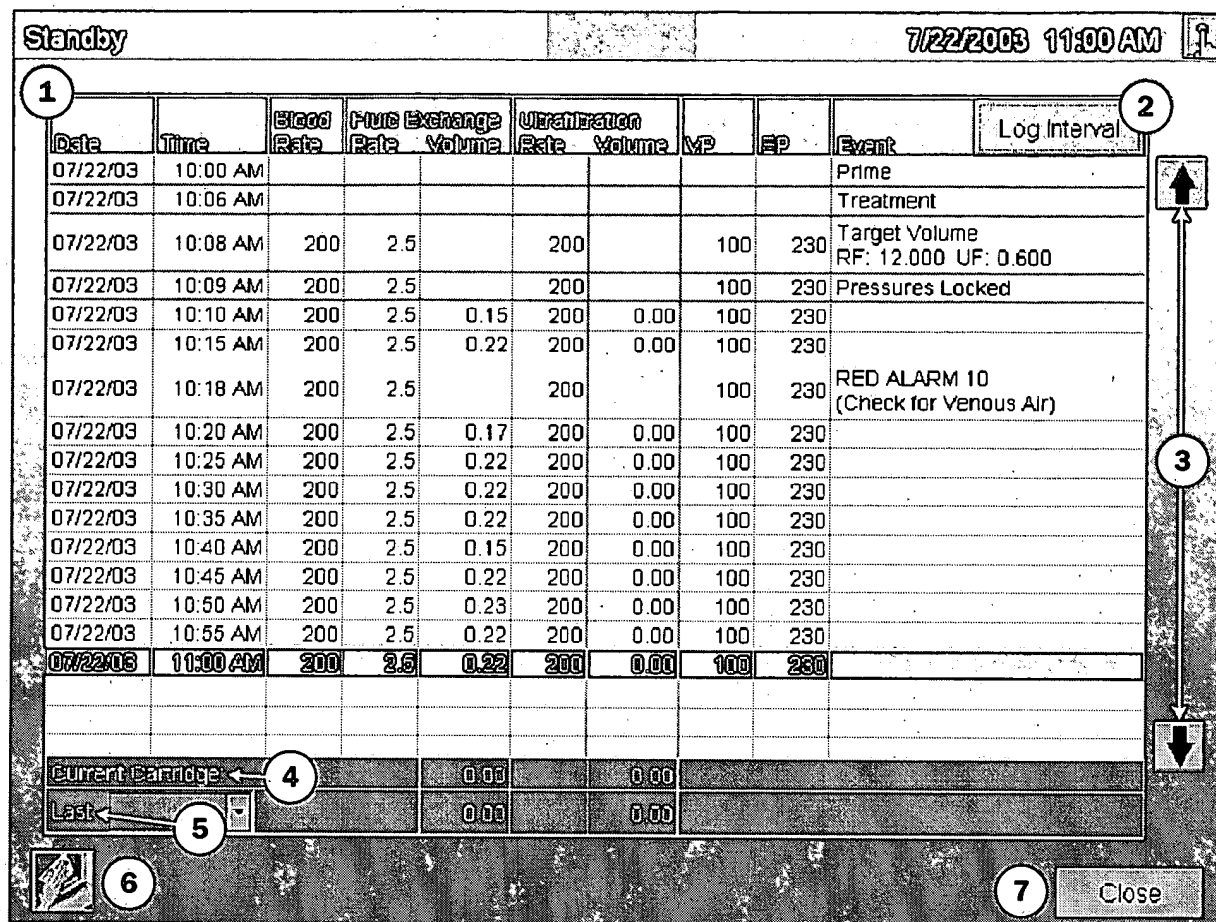 Standby 7/22/2003 11:00 AM
1
2
Blood Fluid Exchange Ultrafiltration Log Interval
Date Time Rate Rate Volume Rate Volume VP EP Event
07/22/03 10:00 AM Prime
07/22/03 10:06 AM Treatment
07/22/03 10:08 AM 200 2.5 200 100 230 Target Volume
RF: 12.000 UF: 0.600
07/22/03 10:09 AM 200 2.5 200 100 230 Pressures Locked
07/22/03 10:10 AM 200 2.5 0.15 200 0.00 100 230
07/22/03 10:15 AM 200 2.5 0.22 200 0.00 100 230
07/22/03 10:18 AM 200 2.5 200 100 230 RED ALARM 10
(Check for Venous Air)
07/22/03 10:20 AM 200 2.5 0.17 200 0.00 100 230
07/22/03 10:25 AM 200 2.5 0.22 200 0.00 100 230
3
07/22/03 10:30 AM 200 2.5 0.22 200 0.00 100 230
07/22/03 10:35 AM 200 2.5 0.22 200 0.00 100 230
07/22/03 10:40 AM 200 2.5 0.15 200 0.00 100 230
07/22/03 10:45 AM 200 2.5 0.22 200 0.00 100 230
07/22/03 10:50 AM 200 2.5 0.23 200 0.00 100 230
07/22/03 10:55 AM 200 2.5 0.22 200 0.00 100 230
07/22/03 11:00 AM 200 2.5 0.22 200 0.00 100 230
Current Cartridge: 4 0.00 0.00
Last 5 0.00 0.00
6
7 Close